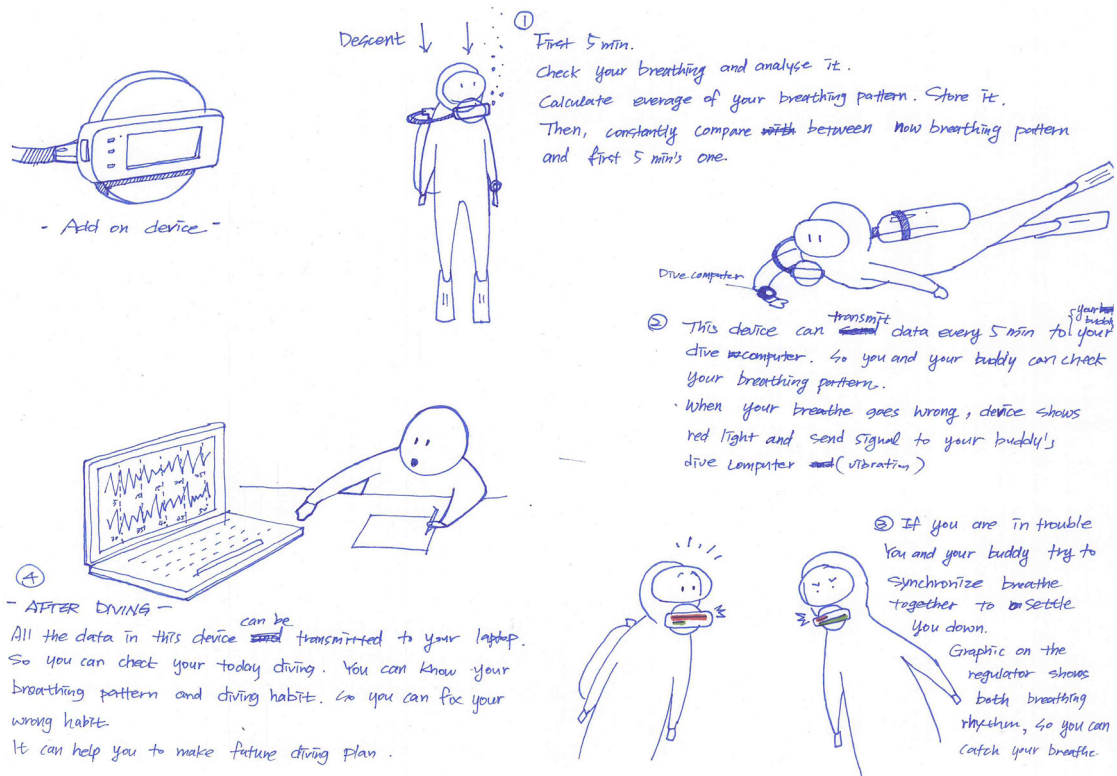 - Add on device -
Descent
①
First 5 min.
Check your breathing and analyse it.
Calculate everage of your breathing pattern. Store it.
Then, constantly compare with between now breathing pattern
and first 5 min's one.
Dive computer
②
This device can transmit data every 5 min to { your buddy your
dive computer. So you and your buddy can check
your breathing pattern.
· When your breathe goes wrong, device shows
red light and send signal to your buddy's
dive computer (vibration)
③ If you are in trouble
You and your buddy try to
synchronize breathe
together to settle
you down.
Graphic on the
regulator shows
both breathing
rhythm, so you can
catch your breathe
④
- AFTER DIVING -
All the data in this device can be transmitted to your laptop.
So you can check your today diving. You can know your
breathing pattern and diving habit. So you can fix your
wrong habit.
It can help you to make future diving plan.